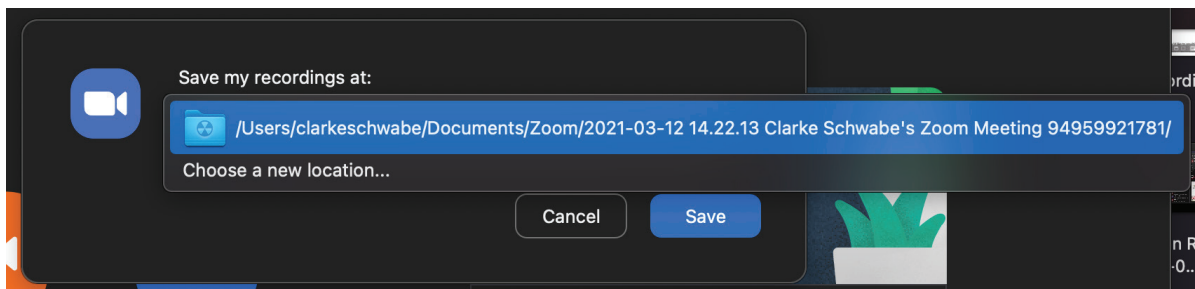 Save my recordings at:
/Users/clarkeschwabe/Documents/Zoom/2021-03-12 14.22.13 Clarke Schwabe's Zoom Meeting 94959921781/
Choose a new location...
Cancel
Save